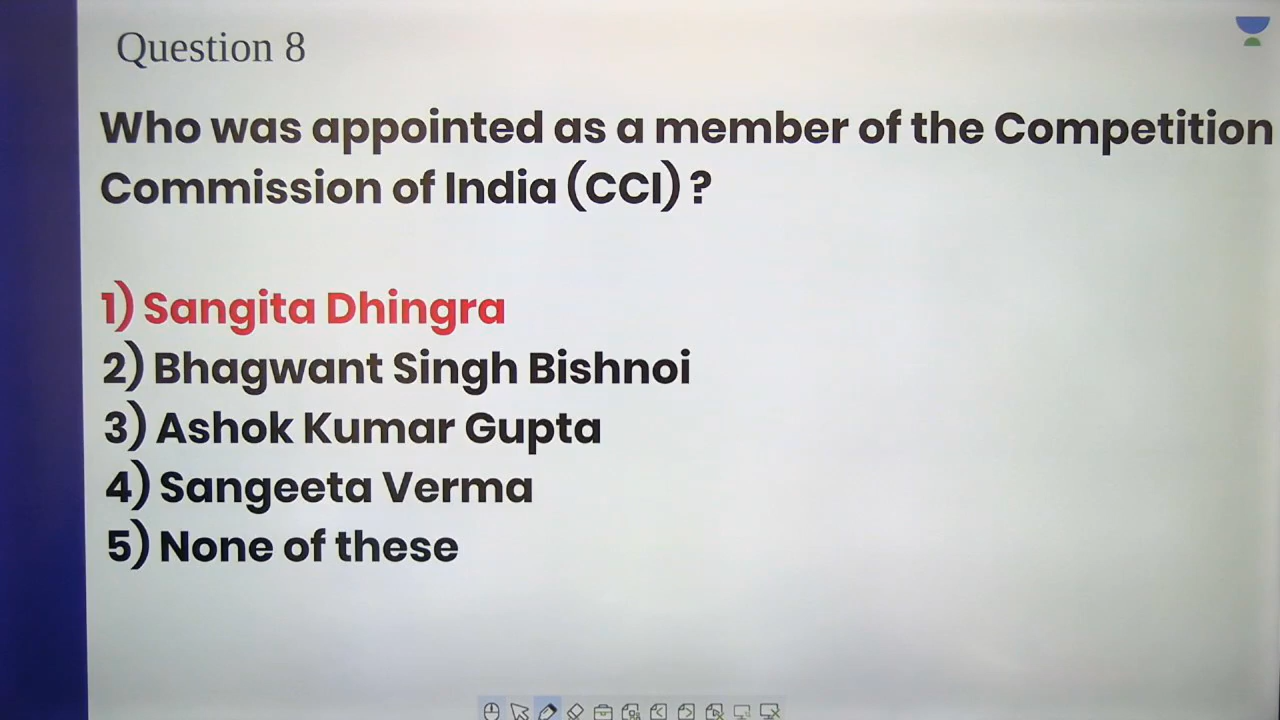 Question 8
Who was appointed as a member of the Competition
Commission of India (CCI) ?
1) Sangita Dhingra
2) Bhagwant Singh Bishnoi
3) Ashok Kumar Gupta
4) Sangeeta Verma
5) None of these